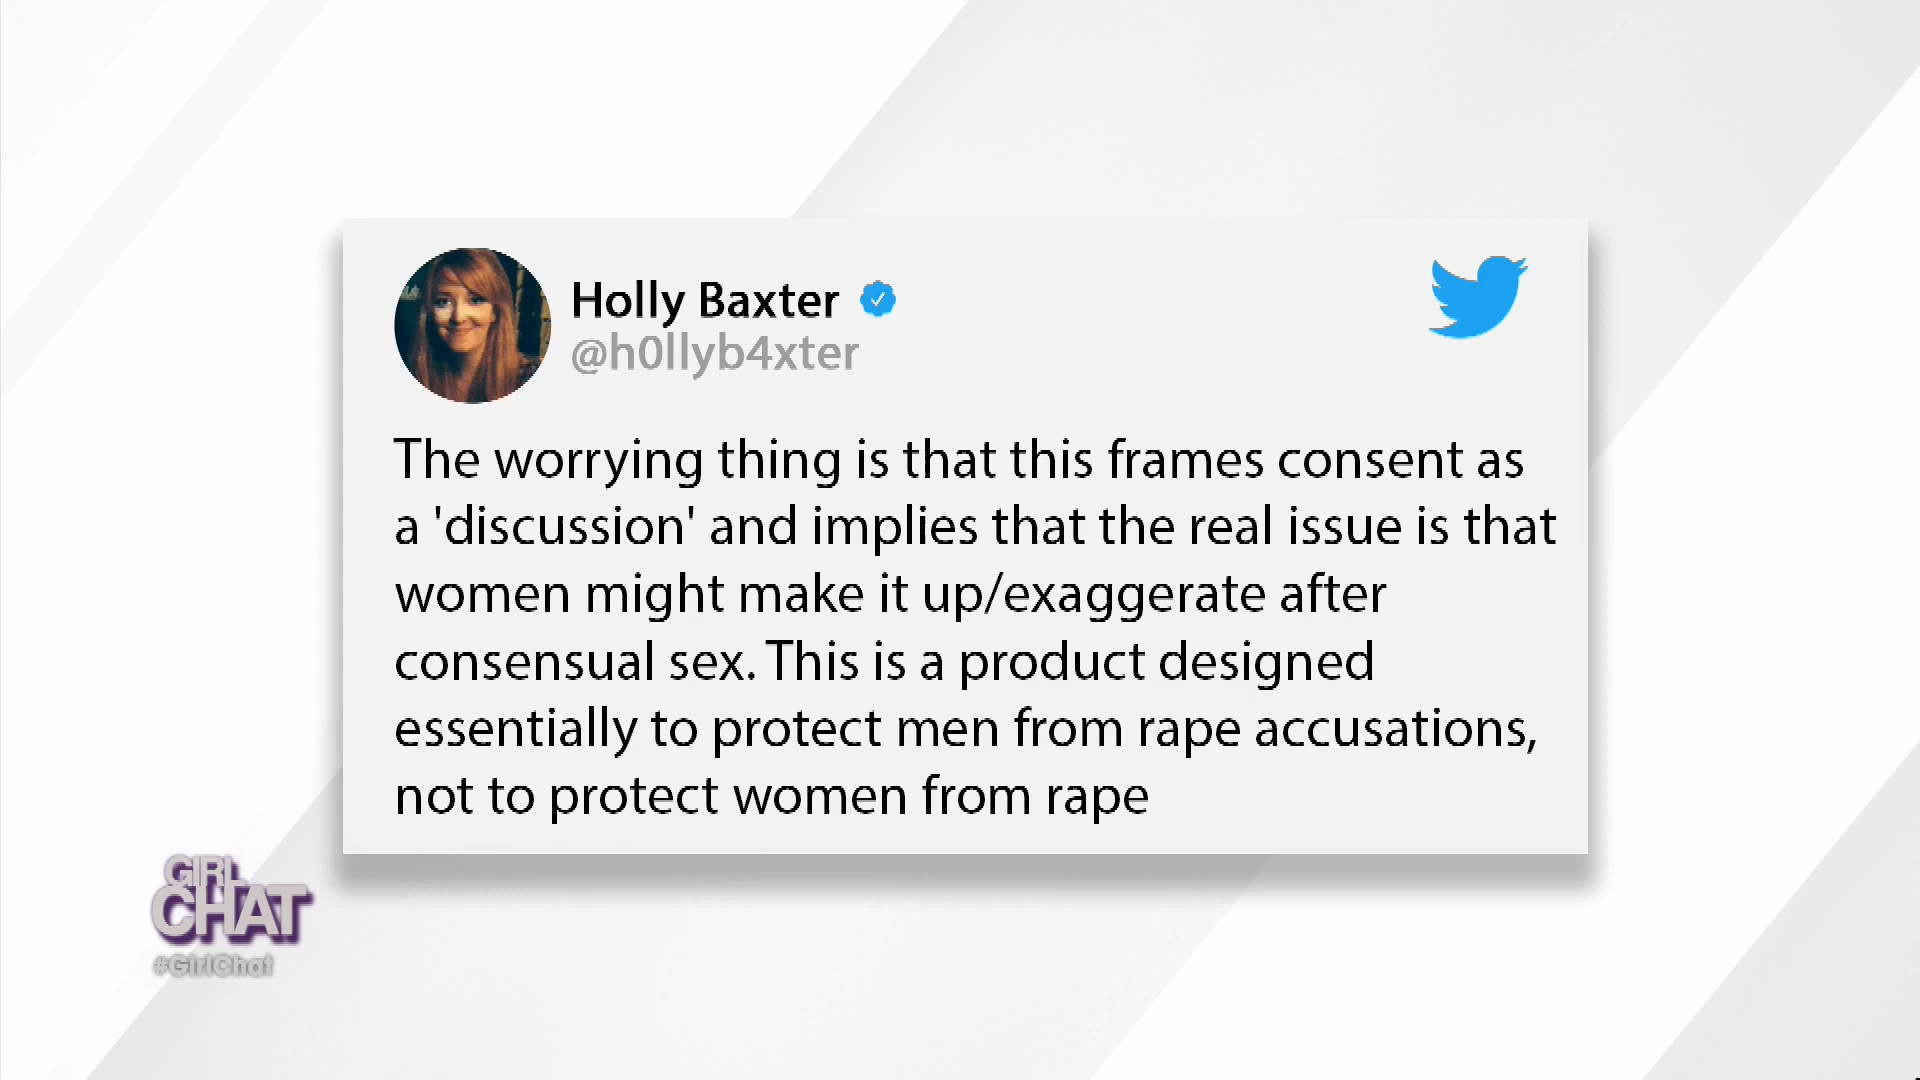 Holly Baxter
@h0llyb4xter
The worrying thing is that this frames consent as
a 'discussion' and implies that the real issue is that
women might make it up/exaggerate after
consensual sex. This is a product designed
essentially to protect men from rape accusations,
not to protect women from rape
GIRL
CHAT
#GirlChat